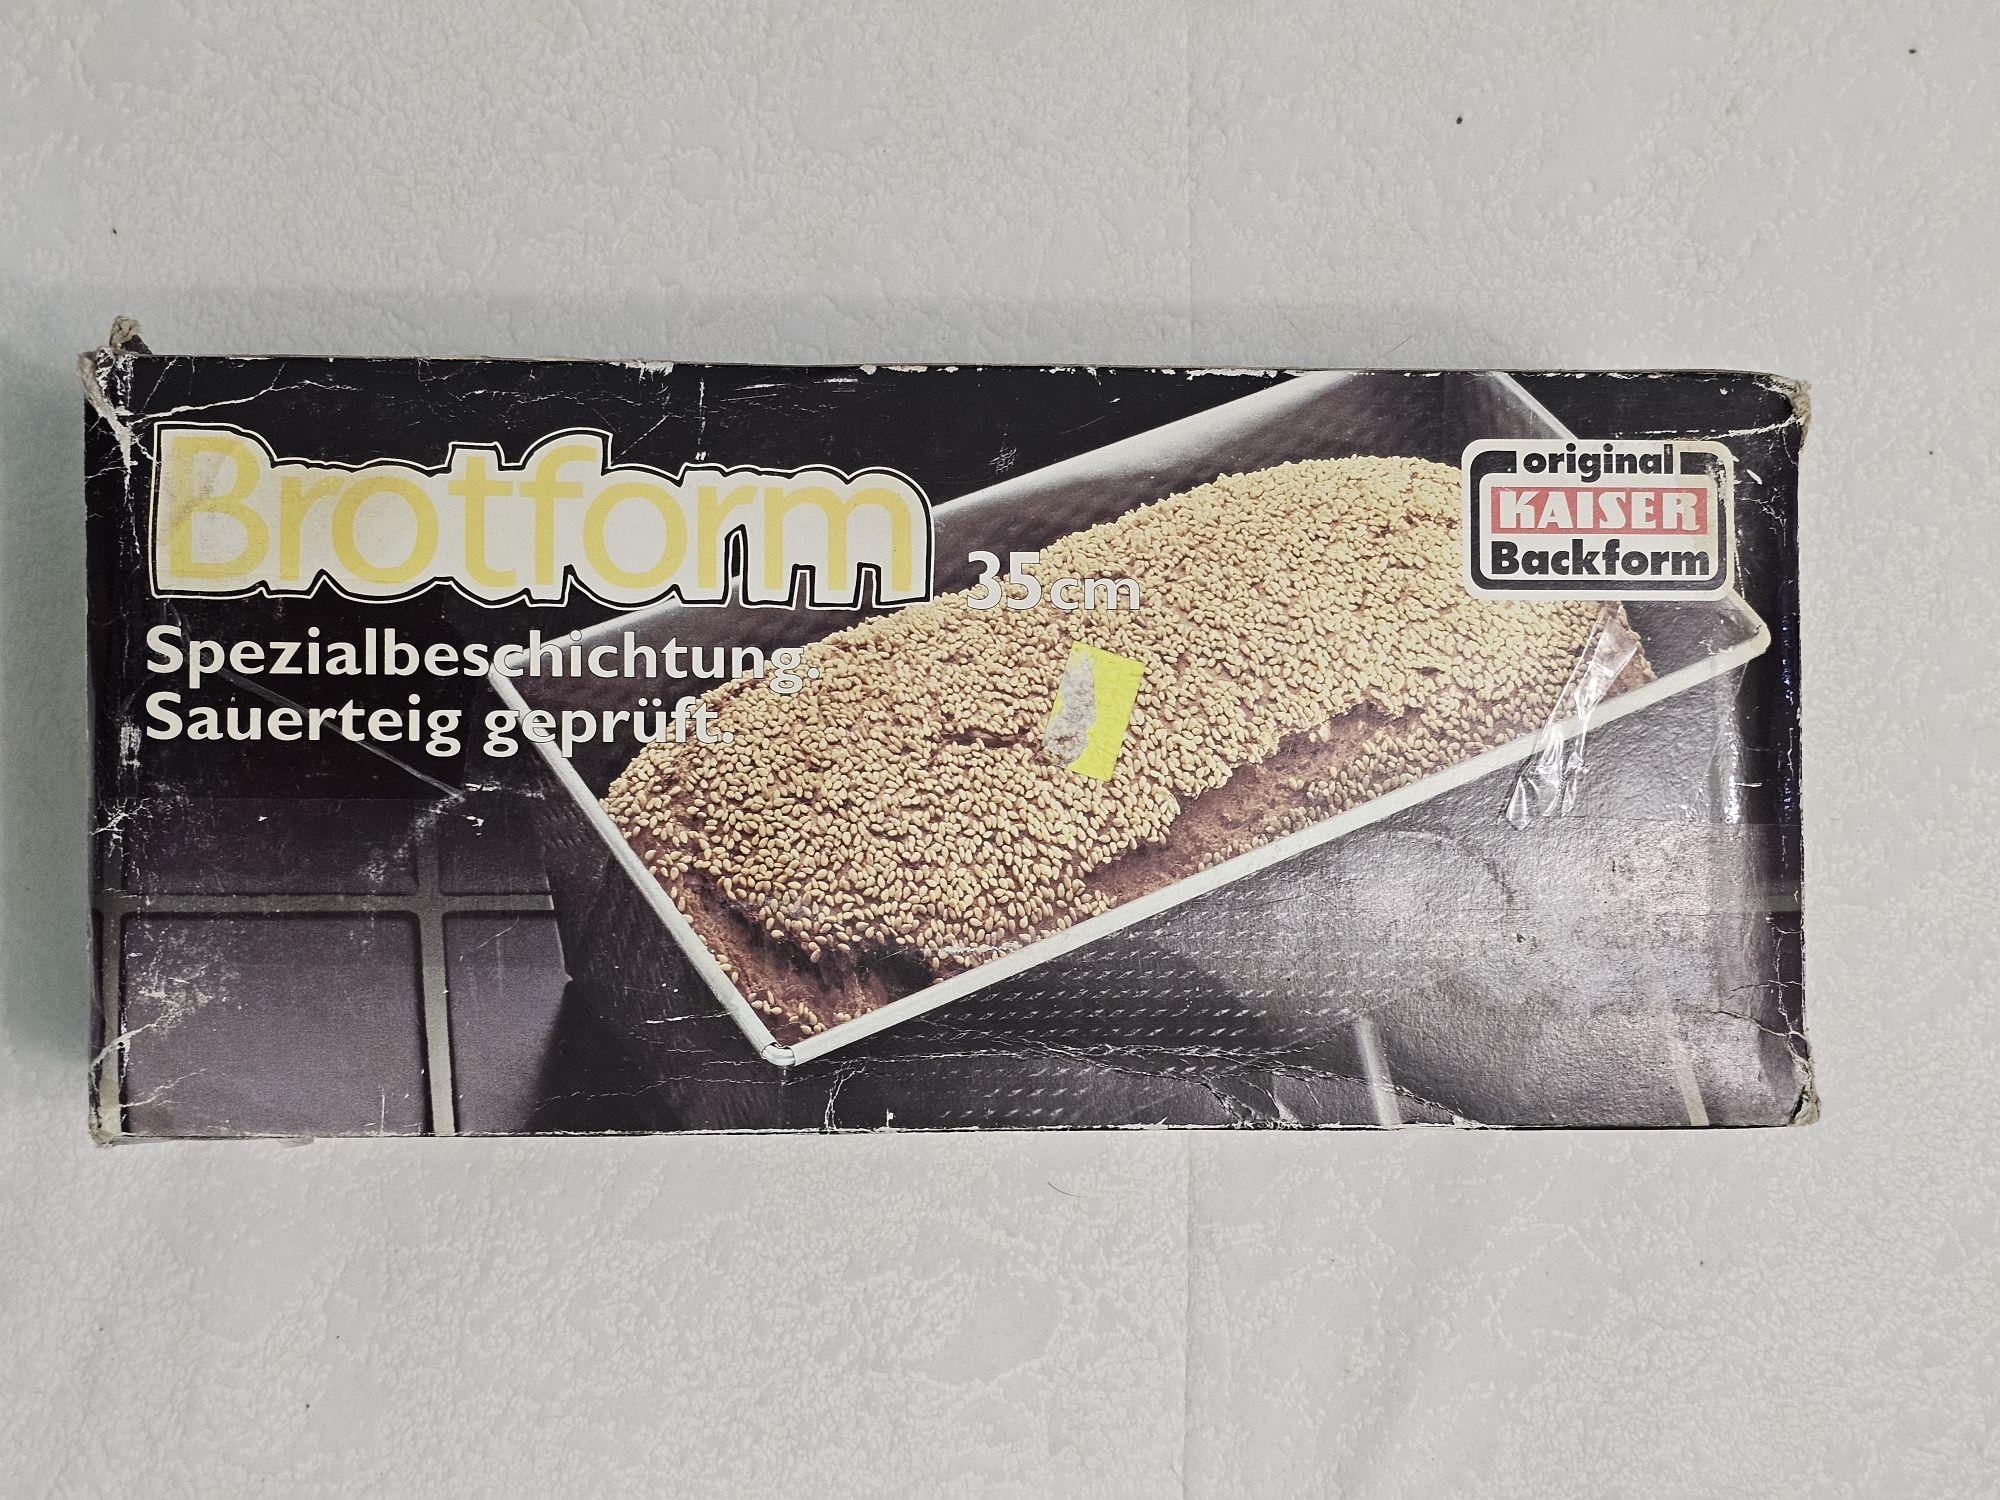 Brotform
35cm
Spezialbeschichtung.
Sauerteig geprüft.
original
KAISER
Backform